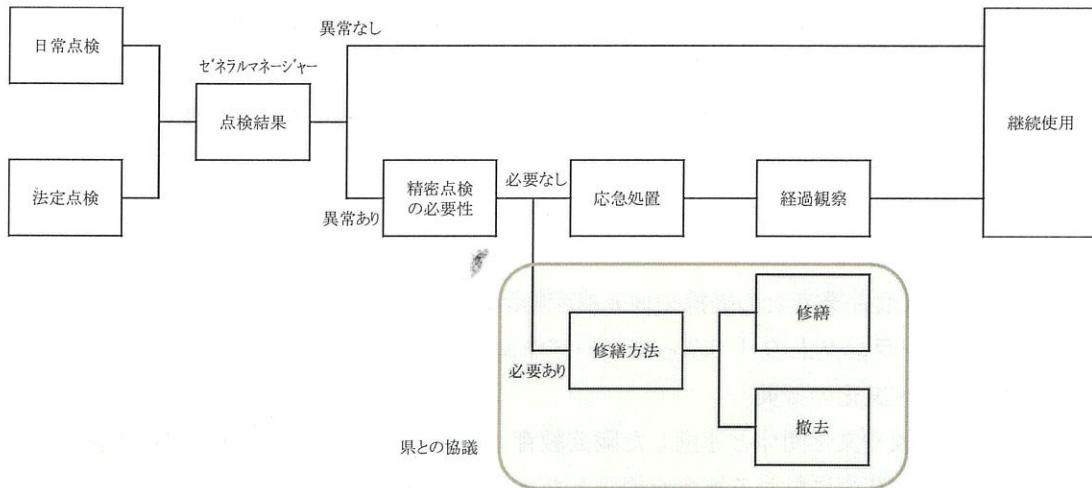 日常点検
法定点検
ゼネラルマネージャー
点検結果
異常なし
異常あり
精密点検
の必要性
必要なし
応急処置
経過観察
継続使用
必要あり
修繕方法
修繕
撤去
県との協議